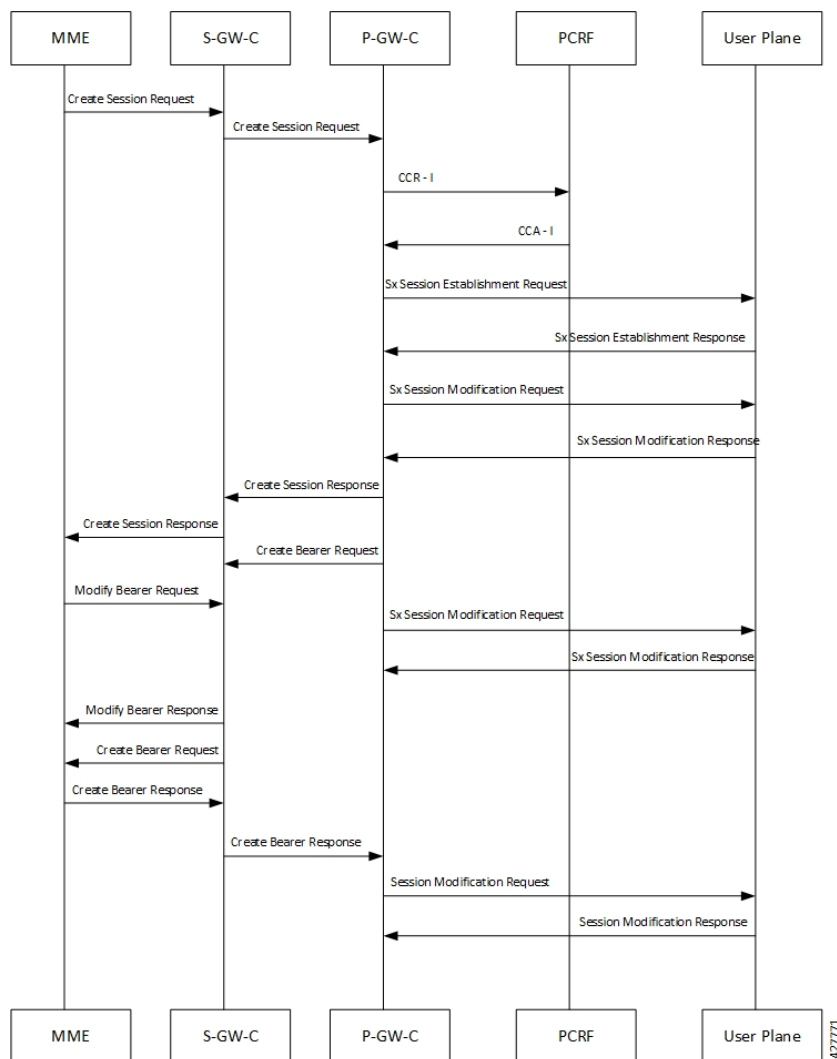 MME
S-GW-C
P-GW-C
PCRF
User Plane
Create Session Request
Create Session Request
CCR - I
CCA - I
Sx Session Establishment Request
Sx Session Establishment Response
Sx Session Modification Request
Sx Session Modification Response
Create Session Response
Create Session Response
Create Bearer Request
Modify Bearer Request
Sx Session Modification Request
Sx Session Modification Response
Modify Bearer Response
Create Bearer Request
Create Bearer Response
Create Bearer Response
Session Modification Request
Session Modification Response
MME
S-GW-C
P-GW-C
PCRF
User Plane